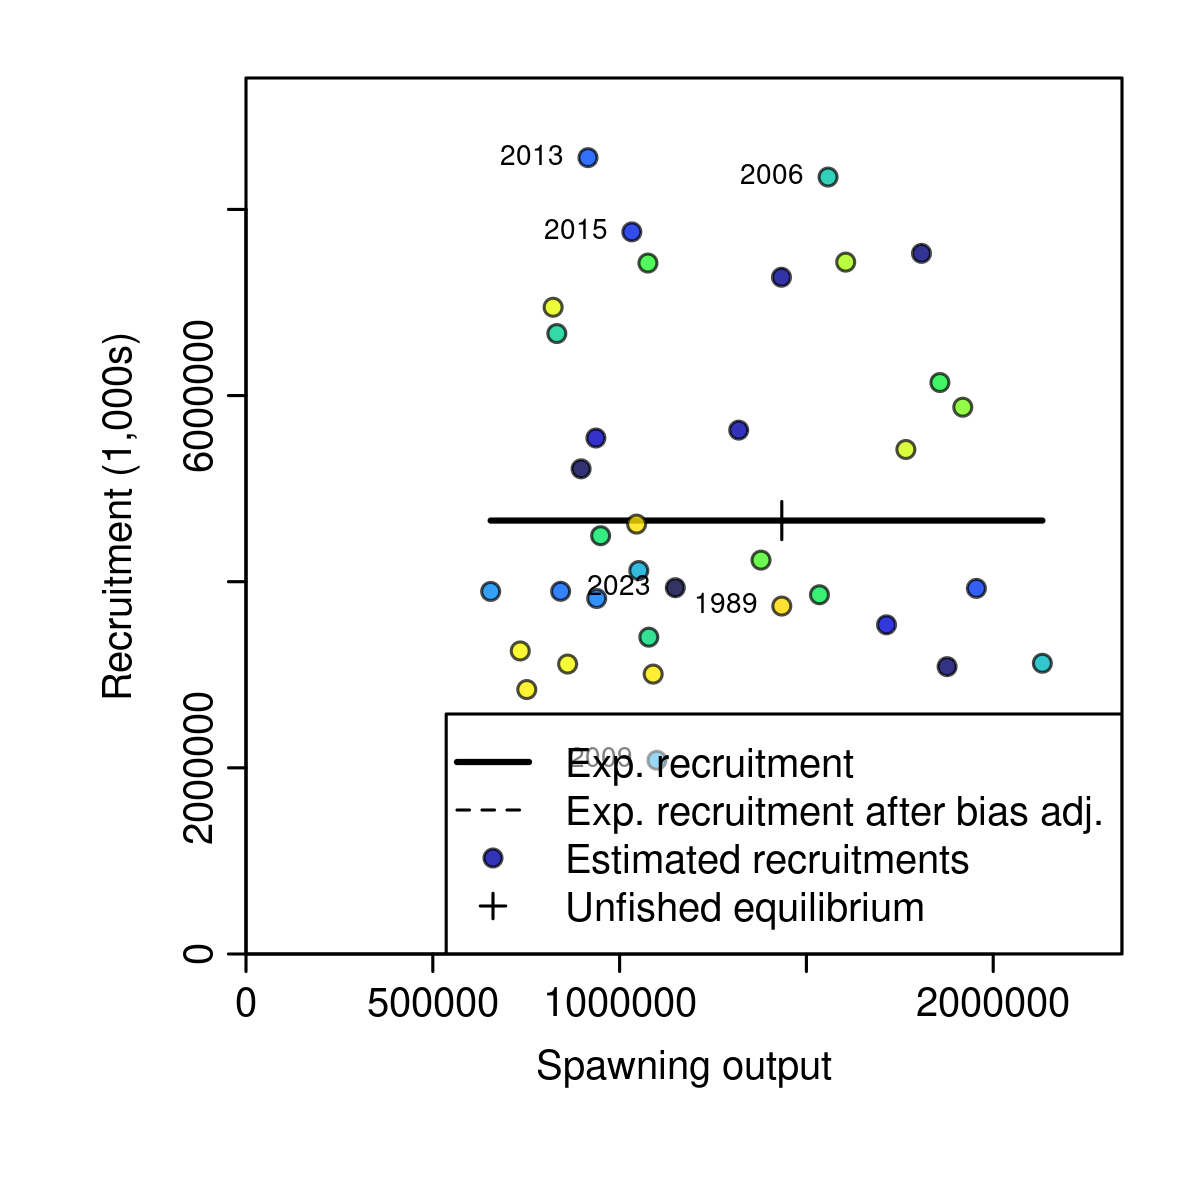 2013
2006
2015
2023
1989
2009
Exp. recruitment
Exp. recruitment after bias adj.
Estimated recruitments
Unfished equilibrium
Recruitment (1,000s)
6000000
2000000
0
0
500000
1000000
2000000
Spawning output